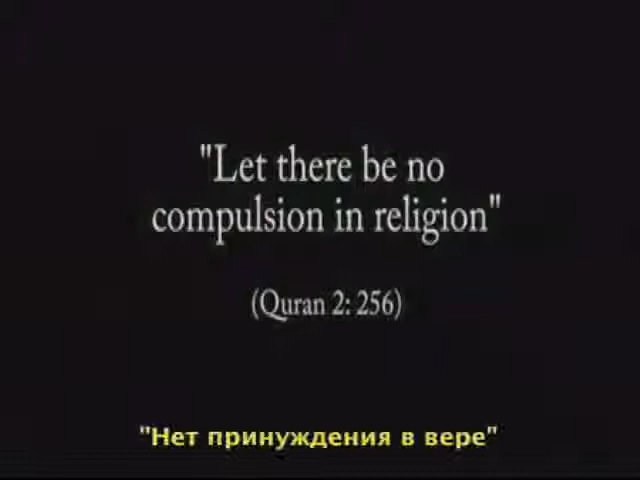 "Let there be no
compulsion in religion"
(Quran 2: 256)
"Нет принуждения в вере"